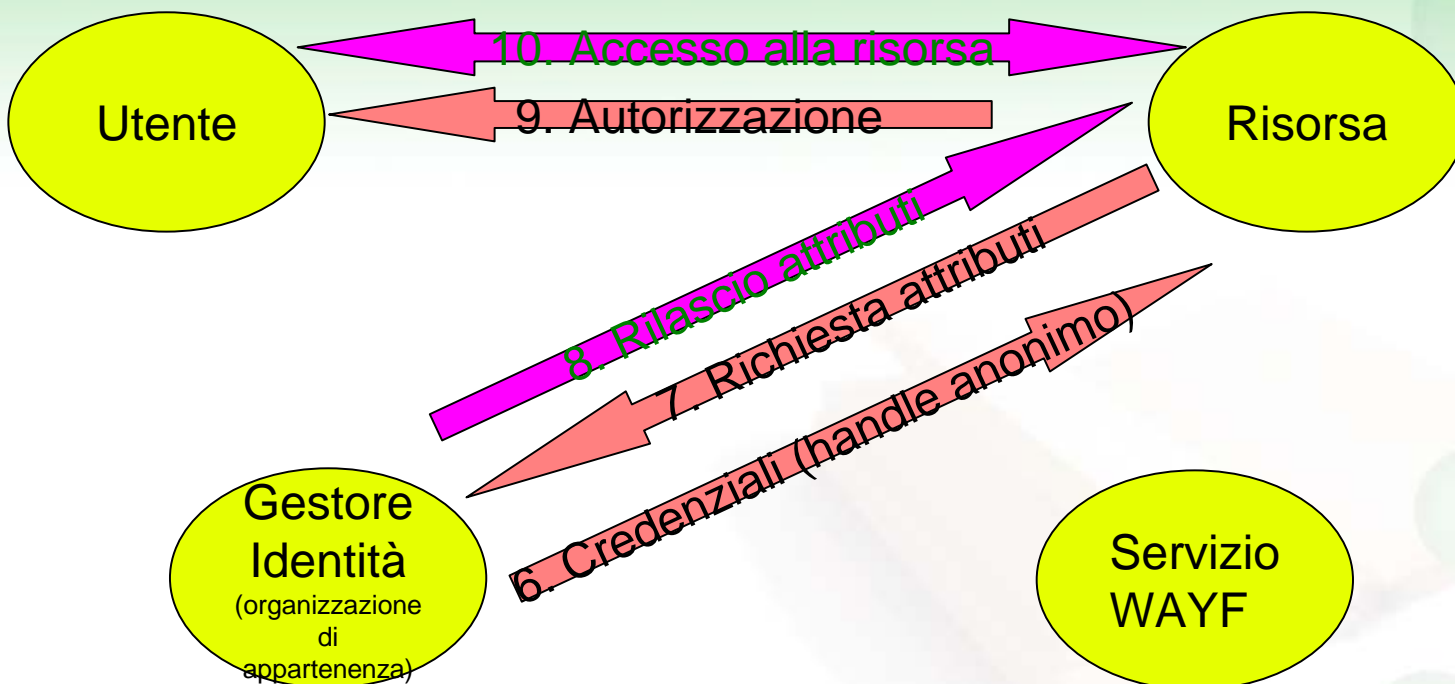 10. Accesso alla risorsa
Utente
9. Autorizzazione
Risorsa
8. Rilascio attributi
7. Richiesta attributi
6. Credenziali (handle anonimo)
Gestore
Identità
(organizzazione
di
appartenenza)
Servizio
WAYF